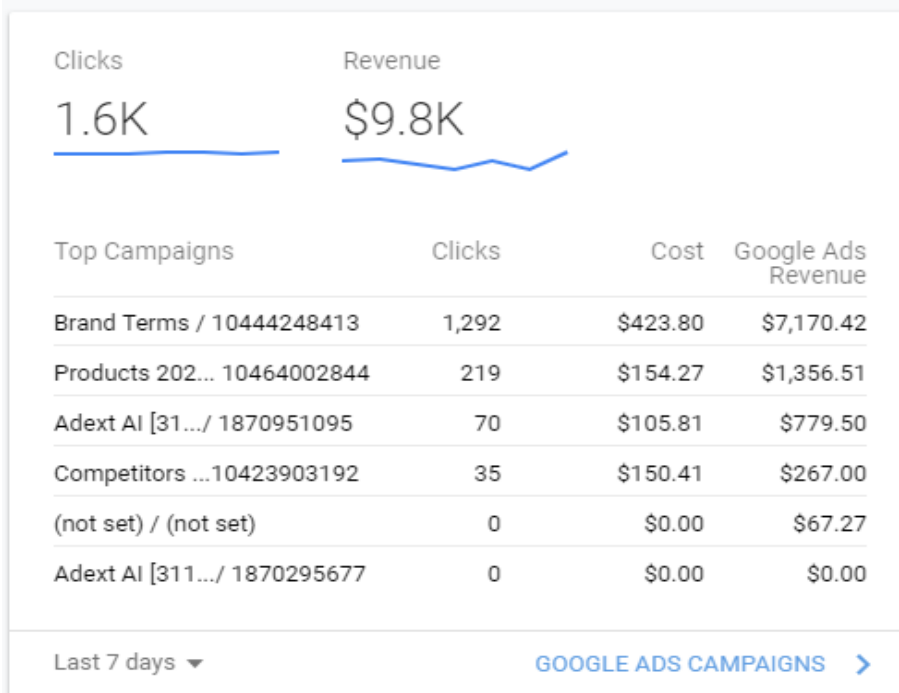 Clicks Revenue
1.6K $9.8K
Top Campaigns Clicks Cost Google Ads
Revenue
Brand Terms / 10444248413 1,292 $423.80 $7,170.42
Products 202... 10464002844 219 $154.27 $1,356.51
Adext AI [31.../ 1870951095 70 $105.81 $779.50
Competitors ...10423903192 35 $150.41 $267.00
(not set) / (not set) 0 $0.00 $67.27
Adext AI [311.../ 1870295677 0 $0.00 $0.00
Last 7 days GOOGLE ADS CAMPAIGNS